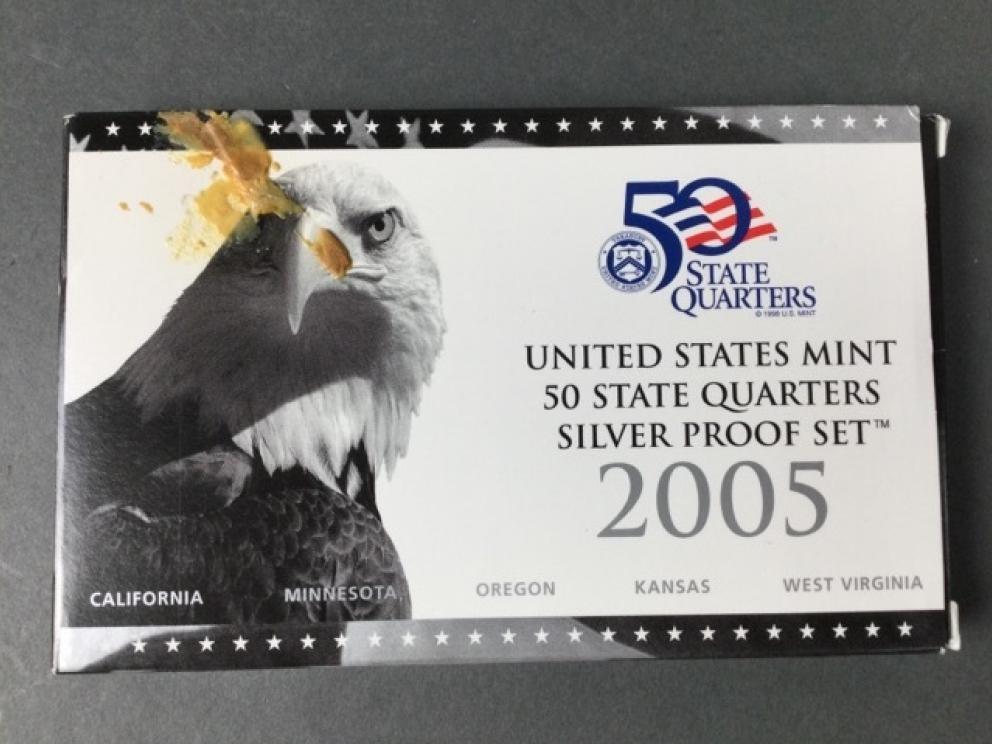 50
STATE
QUARTERS
© 1998 U.S. MINT
UNITED STATES MINT
50 STATE QUARTERS
SILVER PROOF SET™
2005
CALIFORNIA MINNESOTA OREGON KANSAS WEST VIRGINIA